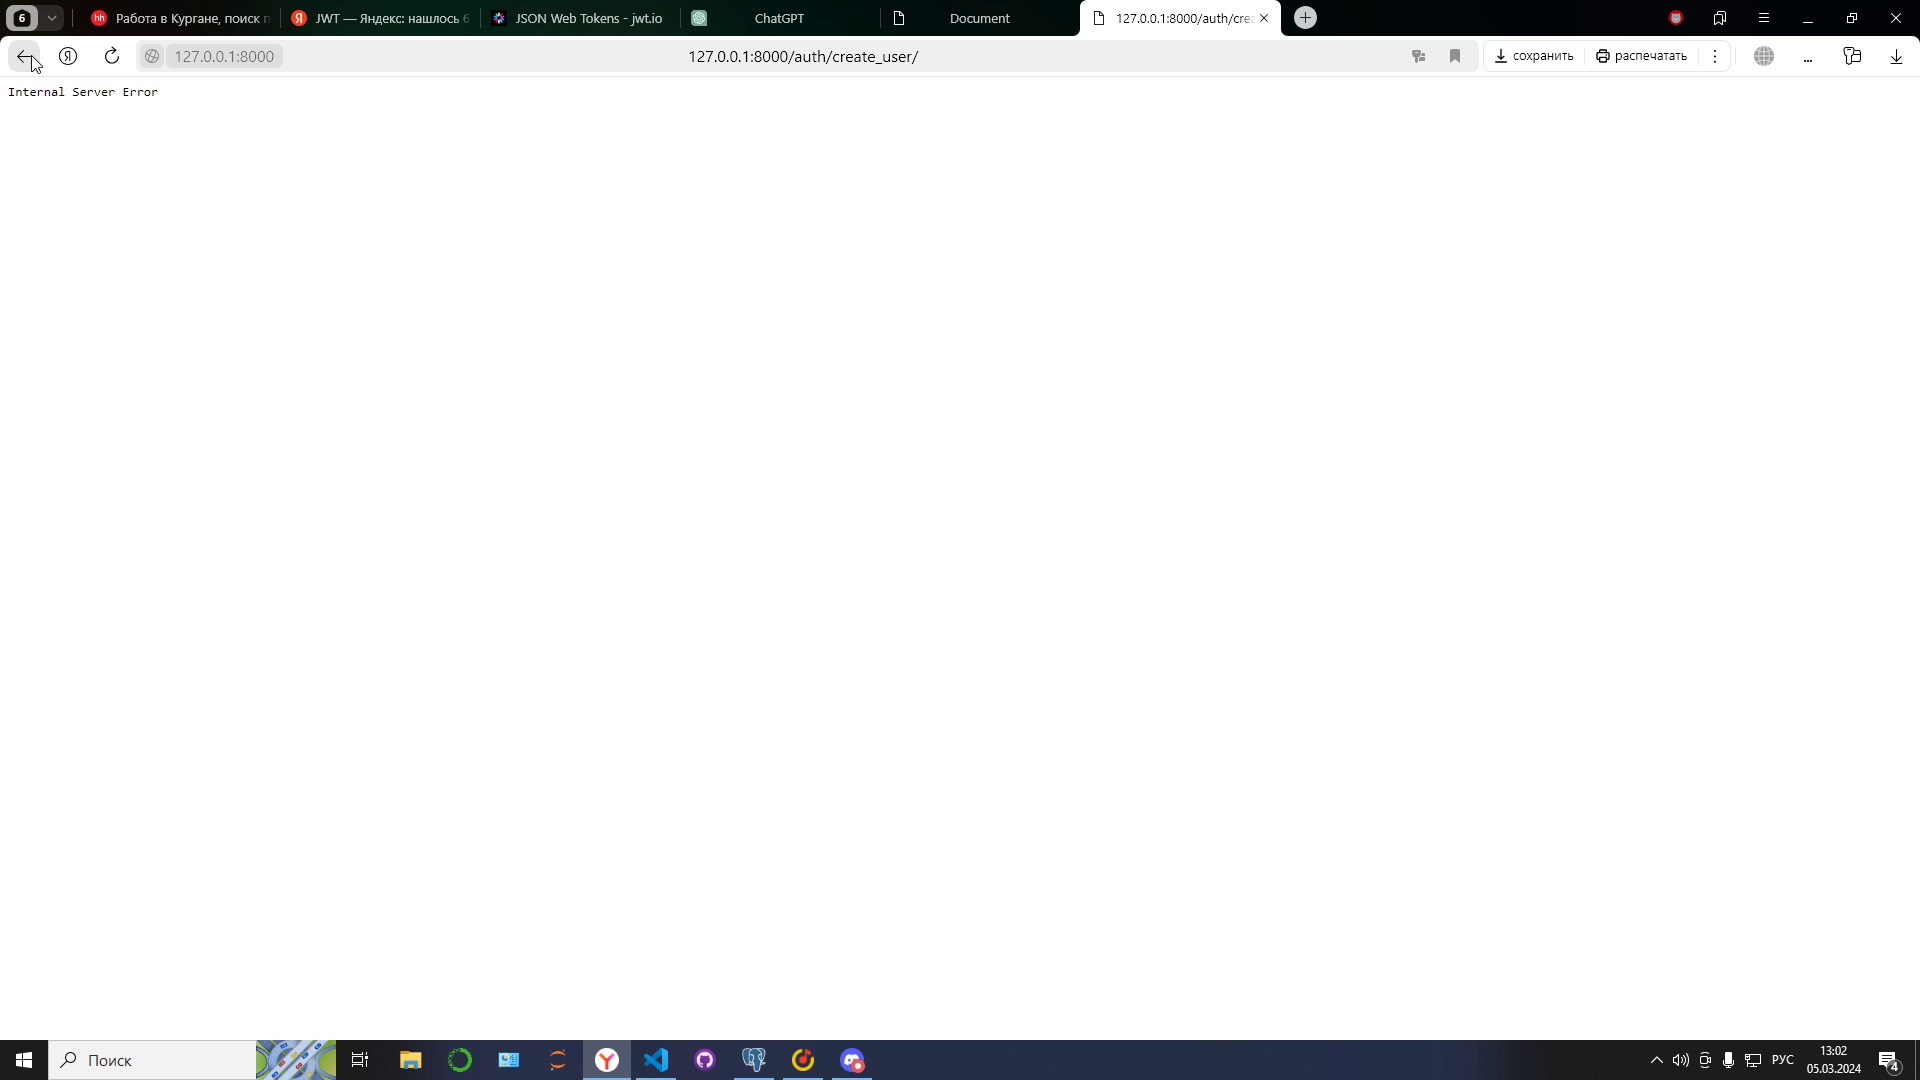 6
hh Работа в Кургане, поиск п
Я JWT — Яндекс: нашлось 6
JSON Web Tokens - jwt.io
ChatGPT
Document
127.0.0.1:8000/auth/crea
Я
127.0.0.1:8000
127.0.0.1:8000/auth/create_user/
сохранить
распечатать
Internal Server Error
Поиск
РУС
13:02
05.03.2024
4